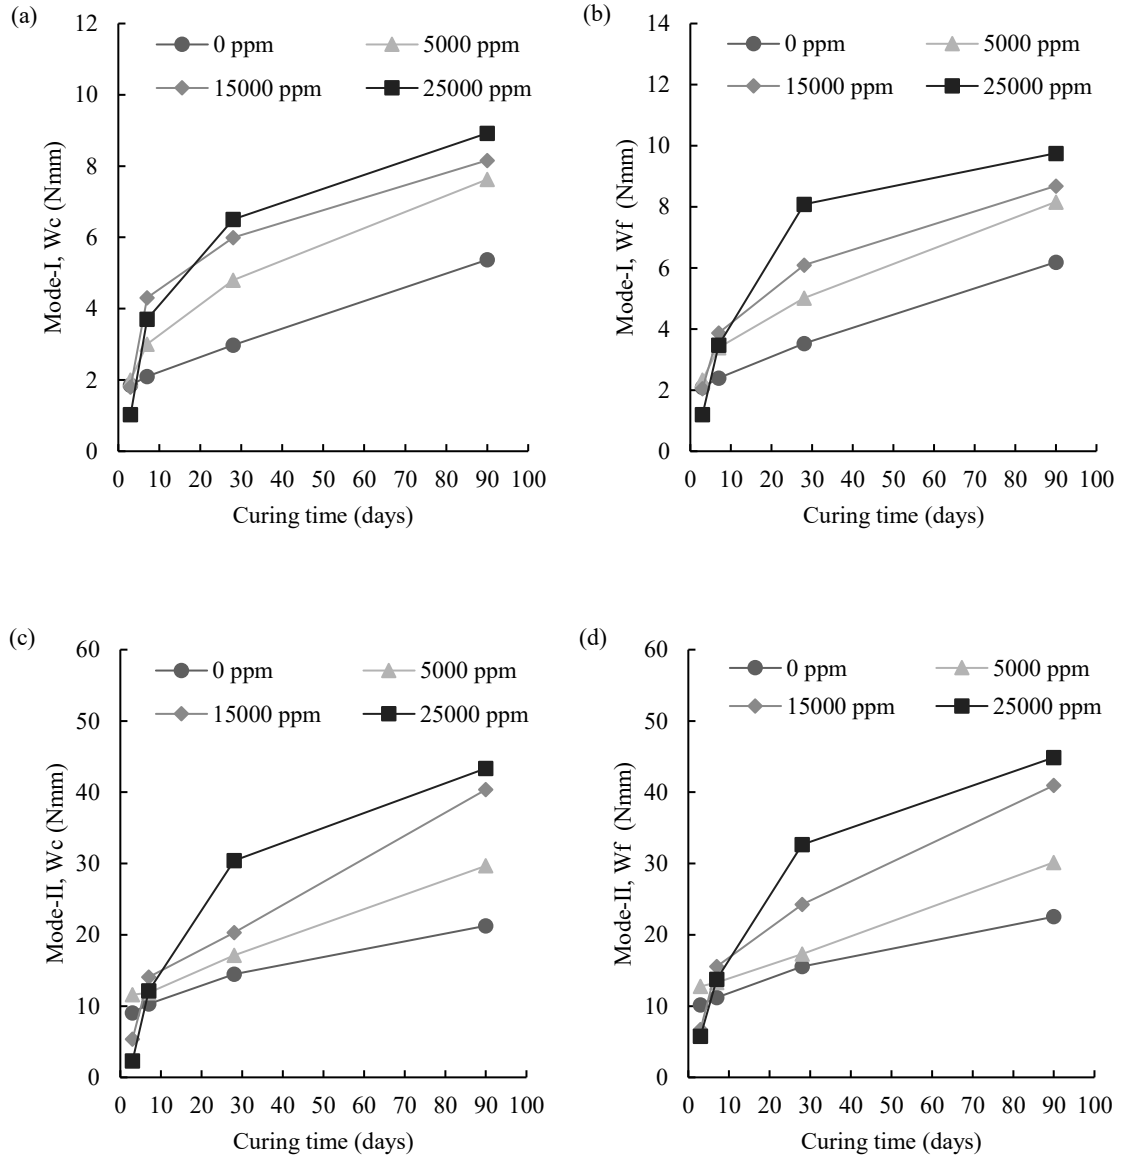 (a)
12
10
8
6
4
2
0
Mode-I, Wc (Nmm)
0 ppm
5000 ppm
15000 ppm
25000 ppm
0 10 20 30 40 50 60 70 80 90 100
Curing time (days)
(b)
14
12
10
8
6
4
2
0
Mode-I, Wf (Nmm)
0 ppm
5000 ppm
15000 ppm
25000 ppm
0 10 20 30 40 50 60 70 80 90 100
Curing time (days)
(c)
60
50
40
30
20
10
0
Mode-II, Wc (Nmm)
0 ppm
5000 ppm
15000 ppm
25000 ppm
0 10 20 30 40 50 60 70 80 90 100
Curing time (days)
(d)
60
50
40
30
20
10
0
Mode-II, Wf (Nmm)
0 ppm
5000 ppm
15000 ppm
25000 ppm
0 10 20 30 40 50 60 70 80 90 100
Curing time (days)